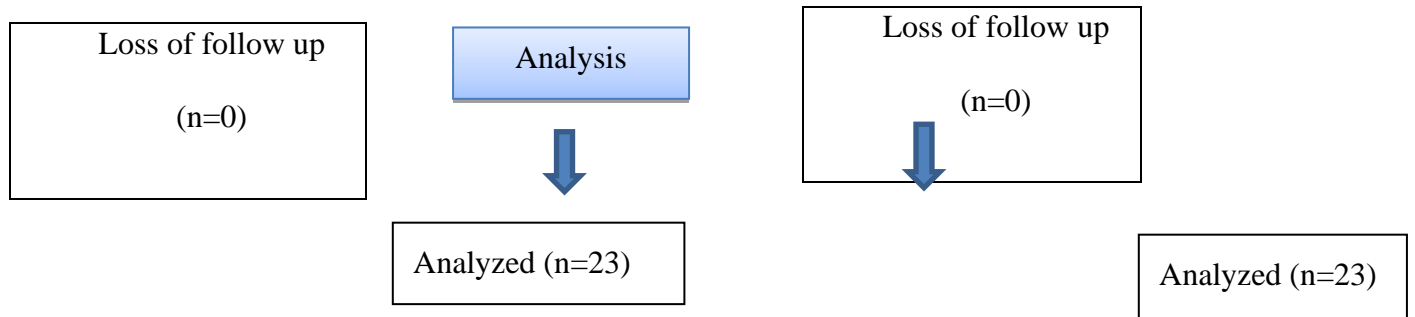 Loss of follow up
(n=0)
Analysis
Loss of follow up
(n=0)
Analyzed (n=23)
Analyzed (n=23)